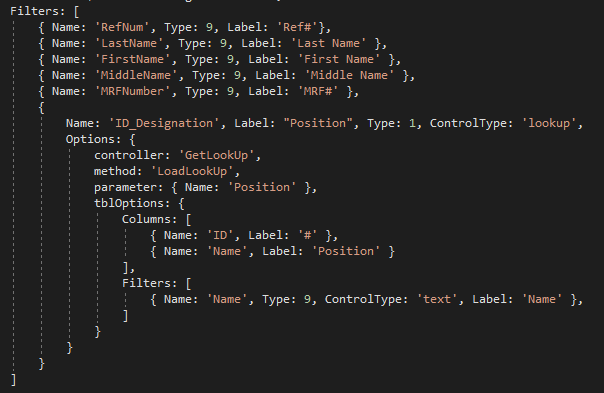 Filters: [
{ Name: 'RefNum', Type: 9, Label: 'Ref#'},
{ Name: 'LastName', Type: 9, Label: 'Last Name' },
{ Name: 'FirstName', Type: 9, Label: 'First Name' },
{ Name: 'MiddleName', Type: 9, Label: 'Middle Name' },
{ Name: 'MRFNumber', Type: 9, Label: 'MRF#' },
{
Name: 'ID_Designation', Label: "Position", Type: 1, ControlType: 'lookup',
Options: {
controller: 'GetLookUp',
method: 'LoadLookUp',
parameter: { Name: 'Position' },
tblOptions: {
Columns: [
{ Name: 'ID', Label: '#' },
{ Name: 'Name', Label: 'Position' }
],
Filters: [
{ Name: 'Name', Type: 9, ControlType: 'text', Label: 'Name' },
]
}
}
}
]